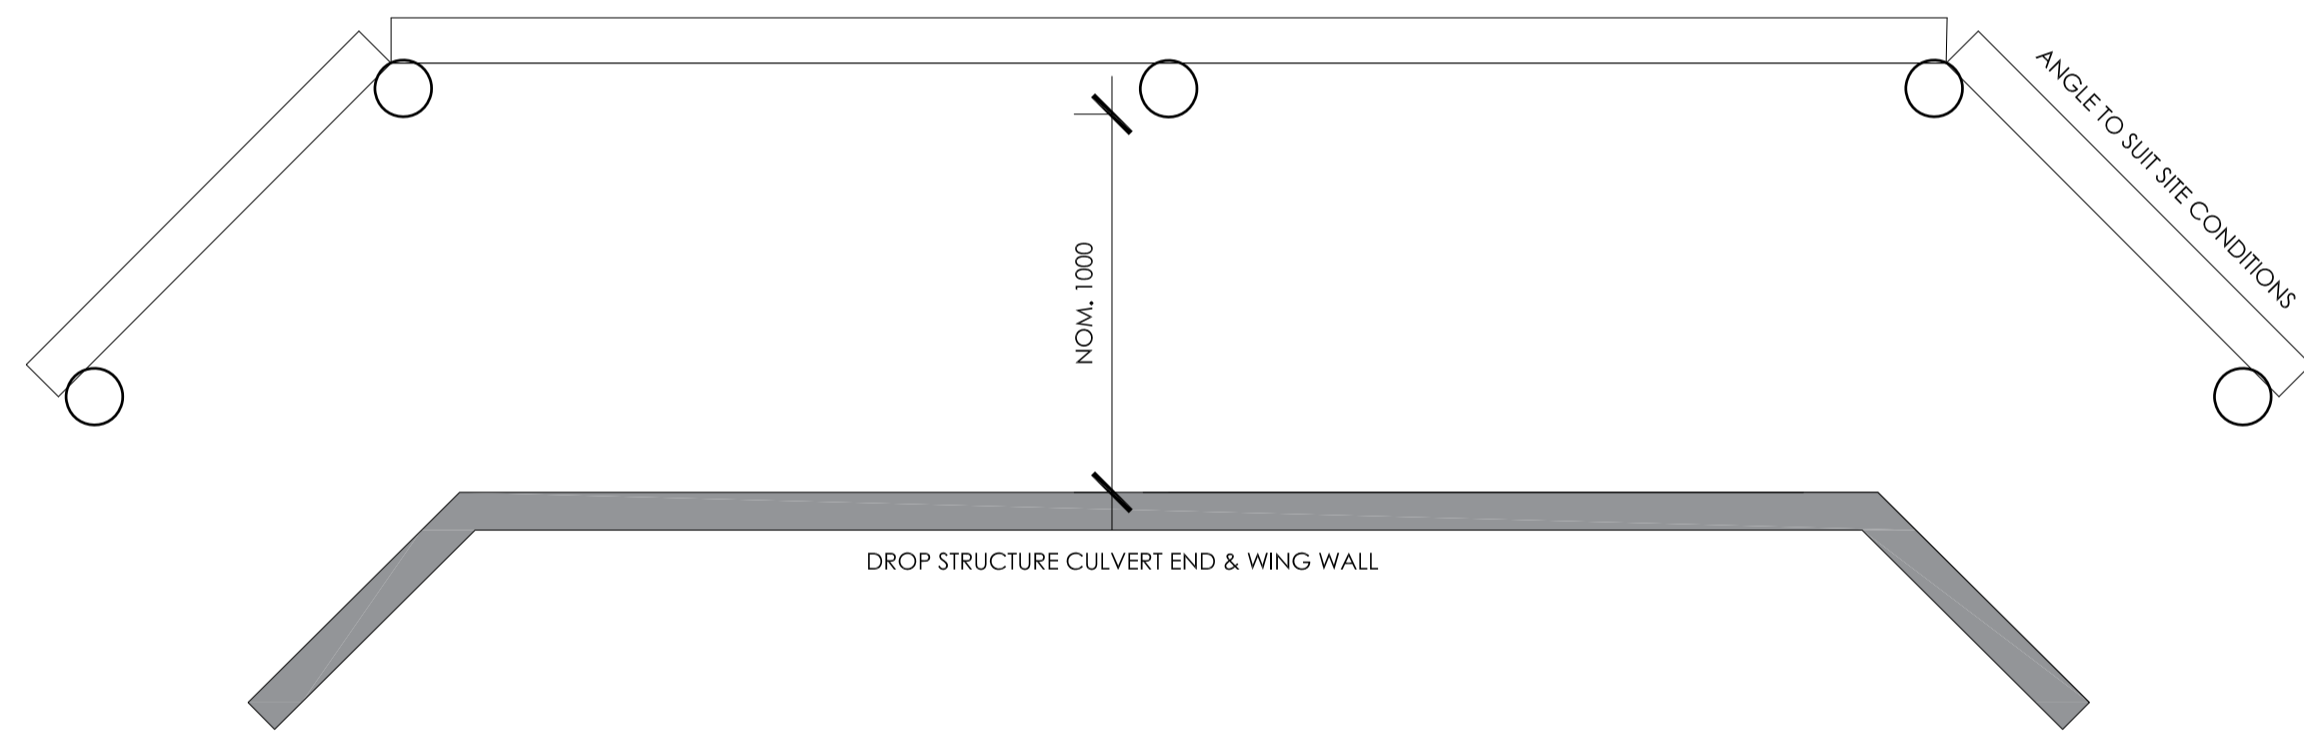 ANGLE TO SUIT SITE CONDITIONS
NOM. 1000
DROP STRUCTURE CULVERT END & WING WALL